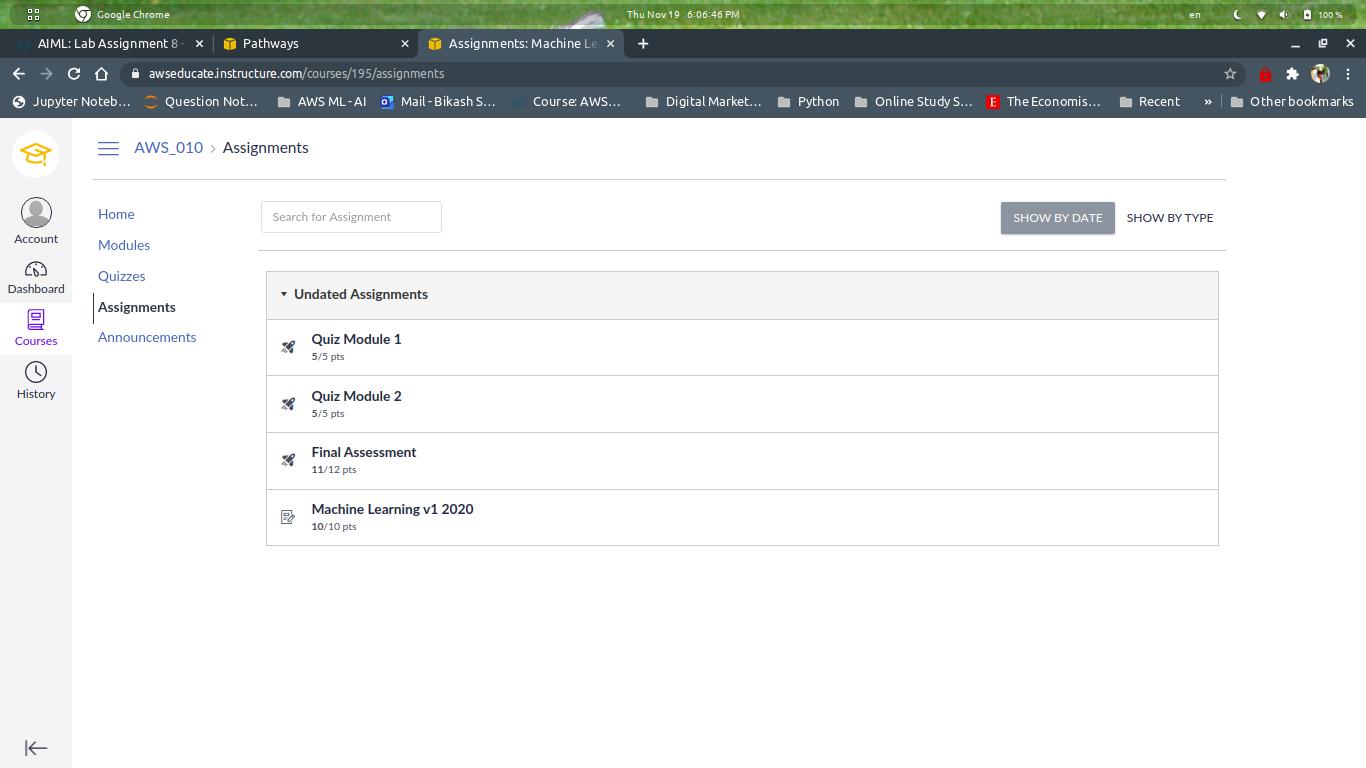 Google Chrome Thu Nov 19 6:06:46 PM en 100 %
AIML: Lab Assignment 8 - Pathways Assignments: Machine Le
awseducate.instructure.com/courses/195/assignments
Jupyter Noteb... Question Not... AWS ML-AI Mail - Bikash S... Course: AWS... Digital Market... Python Online Study S... The Economis... Recent » Other bookmarks
AWS_010 > Assignments
Account
Dashboard
Courses
History
Home
Modules
Quizzes
Assignments
Announcements
Search for Assignment SHOW BY DATE SHOW BY TYPE
Undated Assignments
Quiz Module 1
5/5 pts
Quiz Module 2
5/5 pts
Final Assessment
11/12 pts
Machine Learning v1 2020
10/10 pts